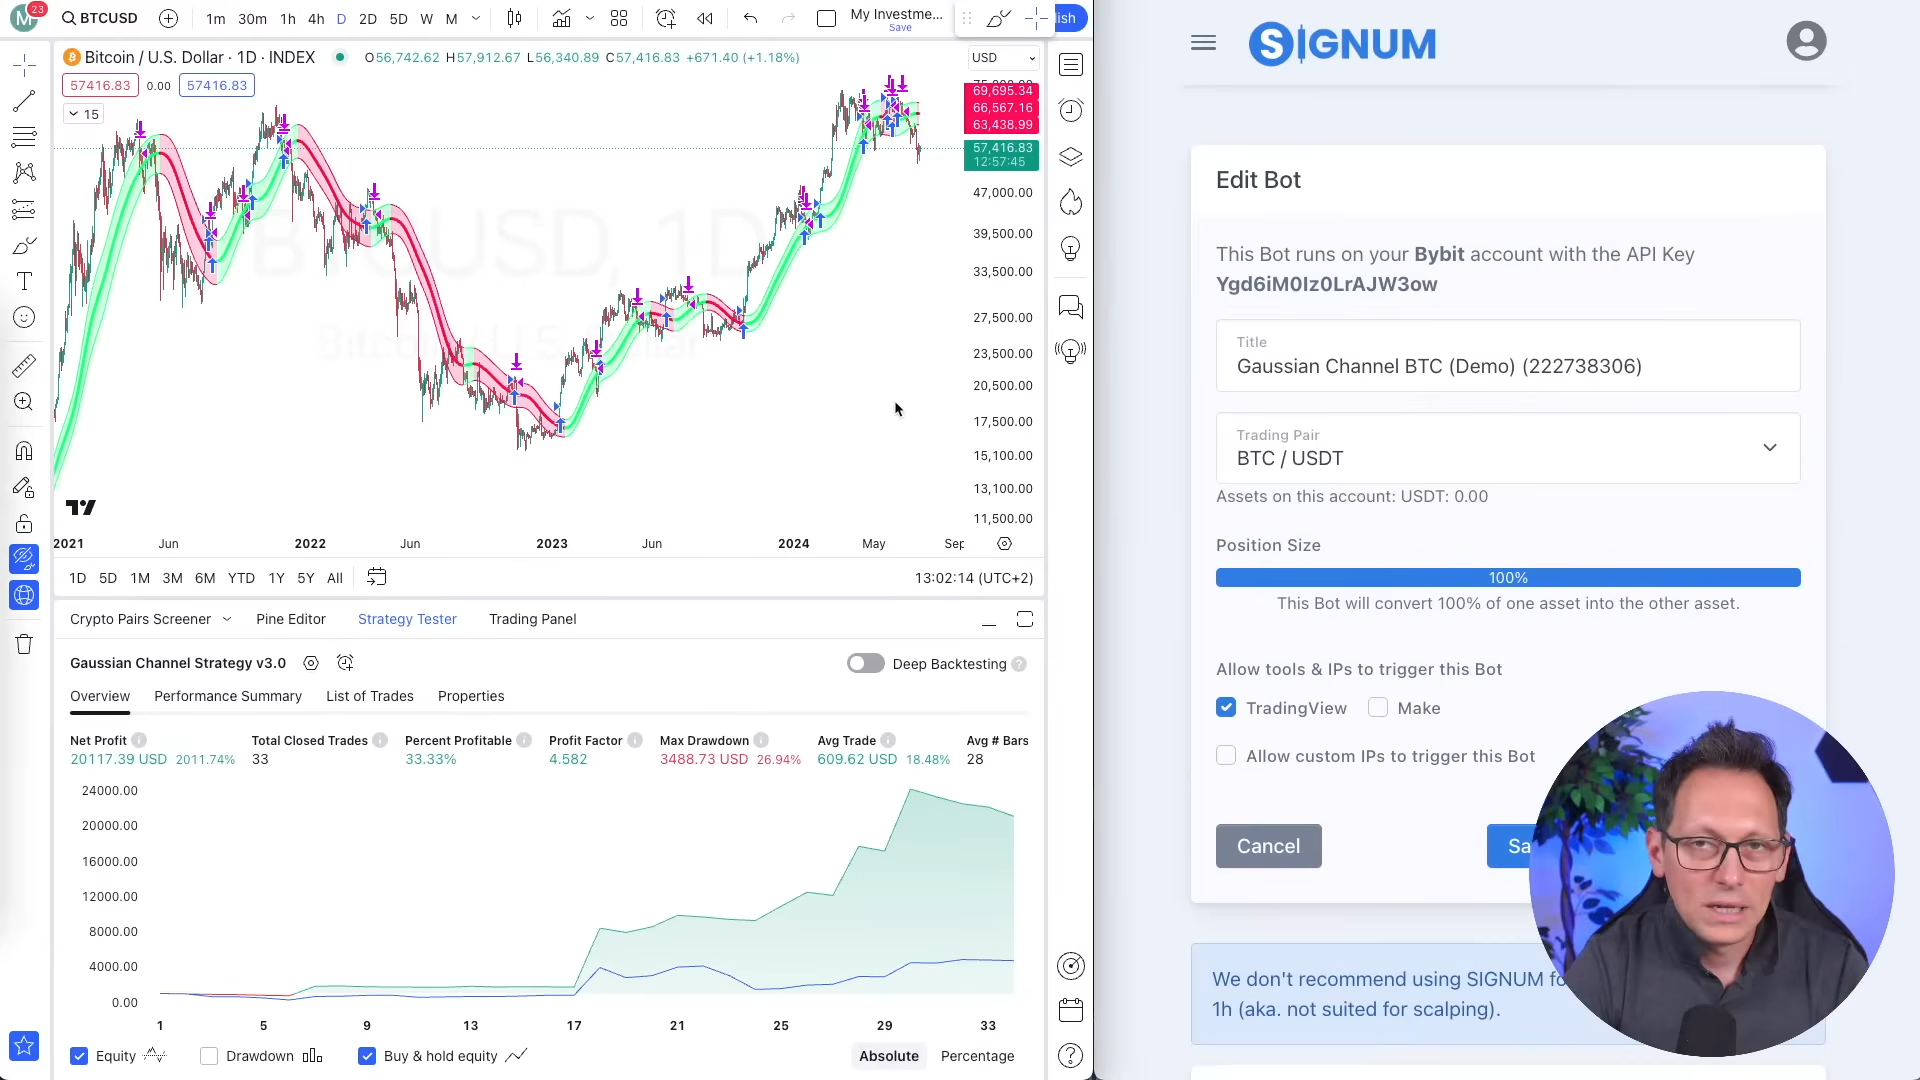 M
23
BTCUSD
1m 30m 1h 4h D 2D 5D W M
My Investme...
Save
lish
Bitcoin / U.S. Dollar · 1D · INDEX
O56,742.62 H57,912.67 L56,340.89 C57,416.83 +671.40 (+1.18%)
USD
57416.83 0.00 57416.83
15
BTCUSD, 1D
75,000.00
69,695.34
66,567.16
63,438.99
57,416.83
12:57:45
47,000.00
39,500.00
33,500.00
27,500.00
23,500.00
20,500.00
17,500.00
15,100.00
13,100.00
11,500.00
2021 Jun 2022 Jun 2023 Jun 2024 May Sep
1D 5D 1M 3M 6M YTD 1Y 5Y All
13:02:14 (UTC+2)
Crypto Pairs Screener Pine Editor Strategy Tester Trading Panel
Gaussian Channel Strategy v3.0
Deep Backtesting
Overview Performance Summary List of Trades Properties
Net Profit Total Closed Trades Percent Profitable Profit Factor Max Drawdown Avg Trade Avg # Bars
20117.39 USD 2011.74% 33 33.33% 4.582 3488.73 USD 26.94% 609.62 USD 18.48% 28
24000.00
20000.00
16000.00
12000.00
8000.00
4000.00
0.00
1 5 9 13 17 21 25 29 33
Equity Drawdown Buy & hold equity
Absolute Percentage
SIGNUM
Edit Bot
This Bot runs on your Bybit account with the API Key
Ygd6iM0Iz0LrAJW3ow
Title
Gaussian Channel BTC (Demo) (222738306)
Trading Pair
BTC / USDT
Assets on this account: USDT: 0.00
Position Size
100%
This Bot will convert 100% of one asset into the other asset.
Allow tools & IPs to trigger this Bot
TradingView Make
Allow custom IPs to trigger this Bot
Cancel
Sa
We don't recommend using SIGNUM fo
1h (aka. not suited for scalping).